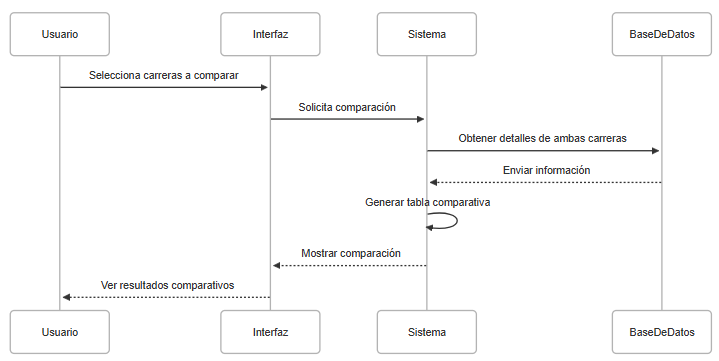 Usuario
Interfaz
Sistema
BaseDeDatos
Selecciona carreras a comparar
Solicita comparación
Obtener detalles de ambas carreras
Enviar información
Generar tabla comparativa
Mostrar comparación
Ver resultados comparativos
Usuario
Interfaz
Sistema
BaseDeDatos